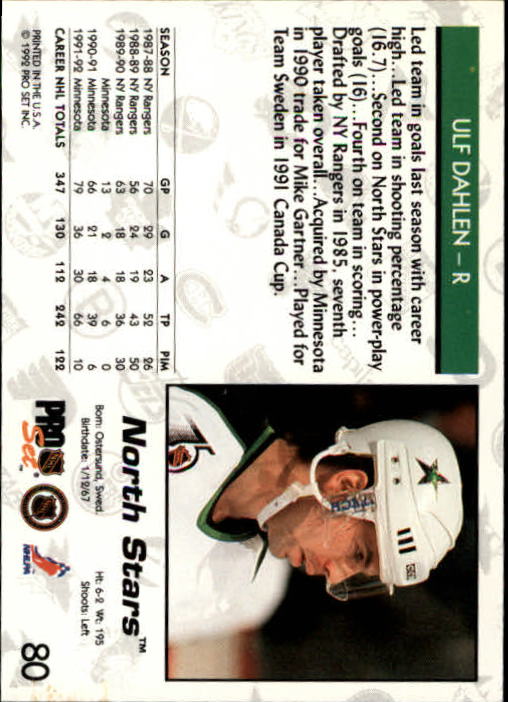 ULF DAHLEN – R
Led team in goals last season with career
high...Led team in shooting percentage
(16.7)...Second on North Stars in power-play
goals (16)...Fourth on team in scoring...
Drafted by NY Rangers in 1985, seventh
player taken overall...Acquired by Minnesota
in 1990 trade for Mike Gartner...Played for
Team Sweden in 1991 Canada Cup.
SEASON GP G A TP PIM
1987-88 NY Rangers 70 29 23 52 26
1988-89 NY Rangers 56 24 19 43 50
1989-90 NY Rangers 63 18 18 36 30
Minnesota 13 2 4 6 0
1990-91 Minnesota 66 21 18 39 6
1991-92 Minnesota 79 36 30 66 10
CAREER NHL TOTALS 347 130 112 242 122
PRINTED IN THE U.S.A.
© 1992 PRO SET INC.
75
CCM
North Stars™
Born: Ostersund, Swed.
Birthdate: 1/12/67
Ht: 6-2 Wt: 195
Shoots: Left
PRO
Set™
NHL
NHLPA
80